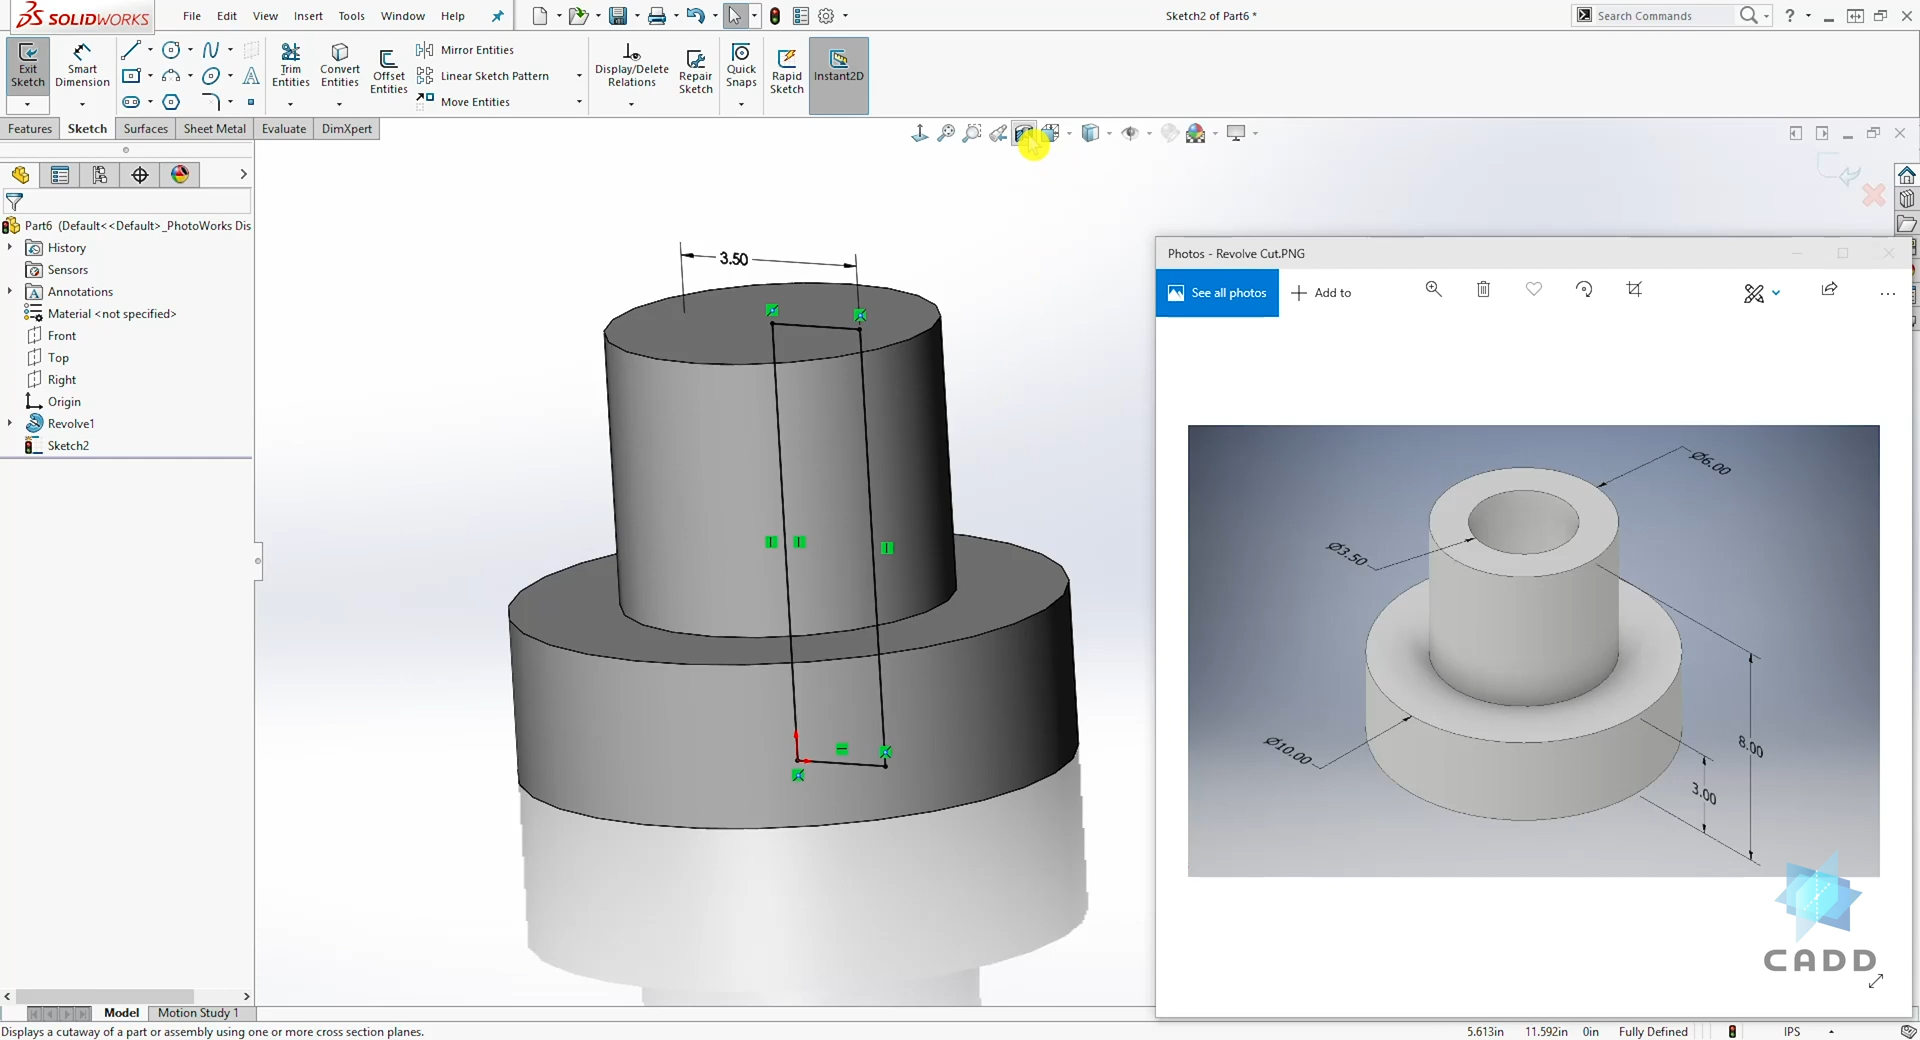 SOLIDWORKS
File Edit View Insert Tools Window Help
Sketch2 of Part6 *
Search Commands
?
Exit Sketch
Smart Dimension
Trim Entities
Convert Entities
Offset Entities
Mirror Entities
Linear Sketch Pattern
Move Entities
Display/Delete Relations
Repair Sketch
Quick Snaps
Rapid Sketch
Instant2D
Features Sketch Surfaces Sheet Metal Evaluate DimXpert
Part6 (Default<<Default>_PhotoWorks Dis
History
Sensors
Annotations
Material <not specified>
Front
Top
Right
Origin
Revolve1
Sketch2
3.50
Photos - Revolve Cut.PNG
See all photos
Add to
Ø6.00
Ø3.50
Ø10.00
8.00
3.00
CADD
Model Motion Study 1
Displays a cutaway of a part or assembly using one or more cross section planes.
5.613in 11.592in 0in Fully Defined IPS